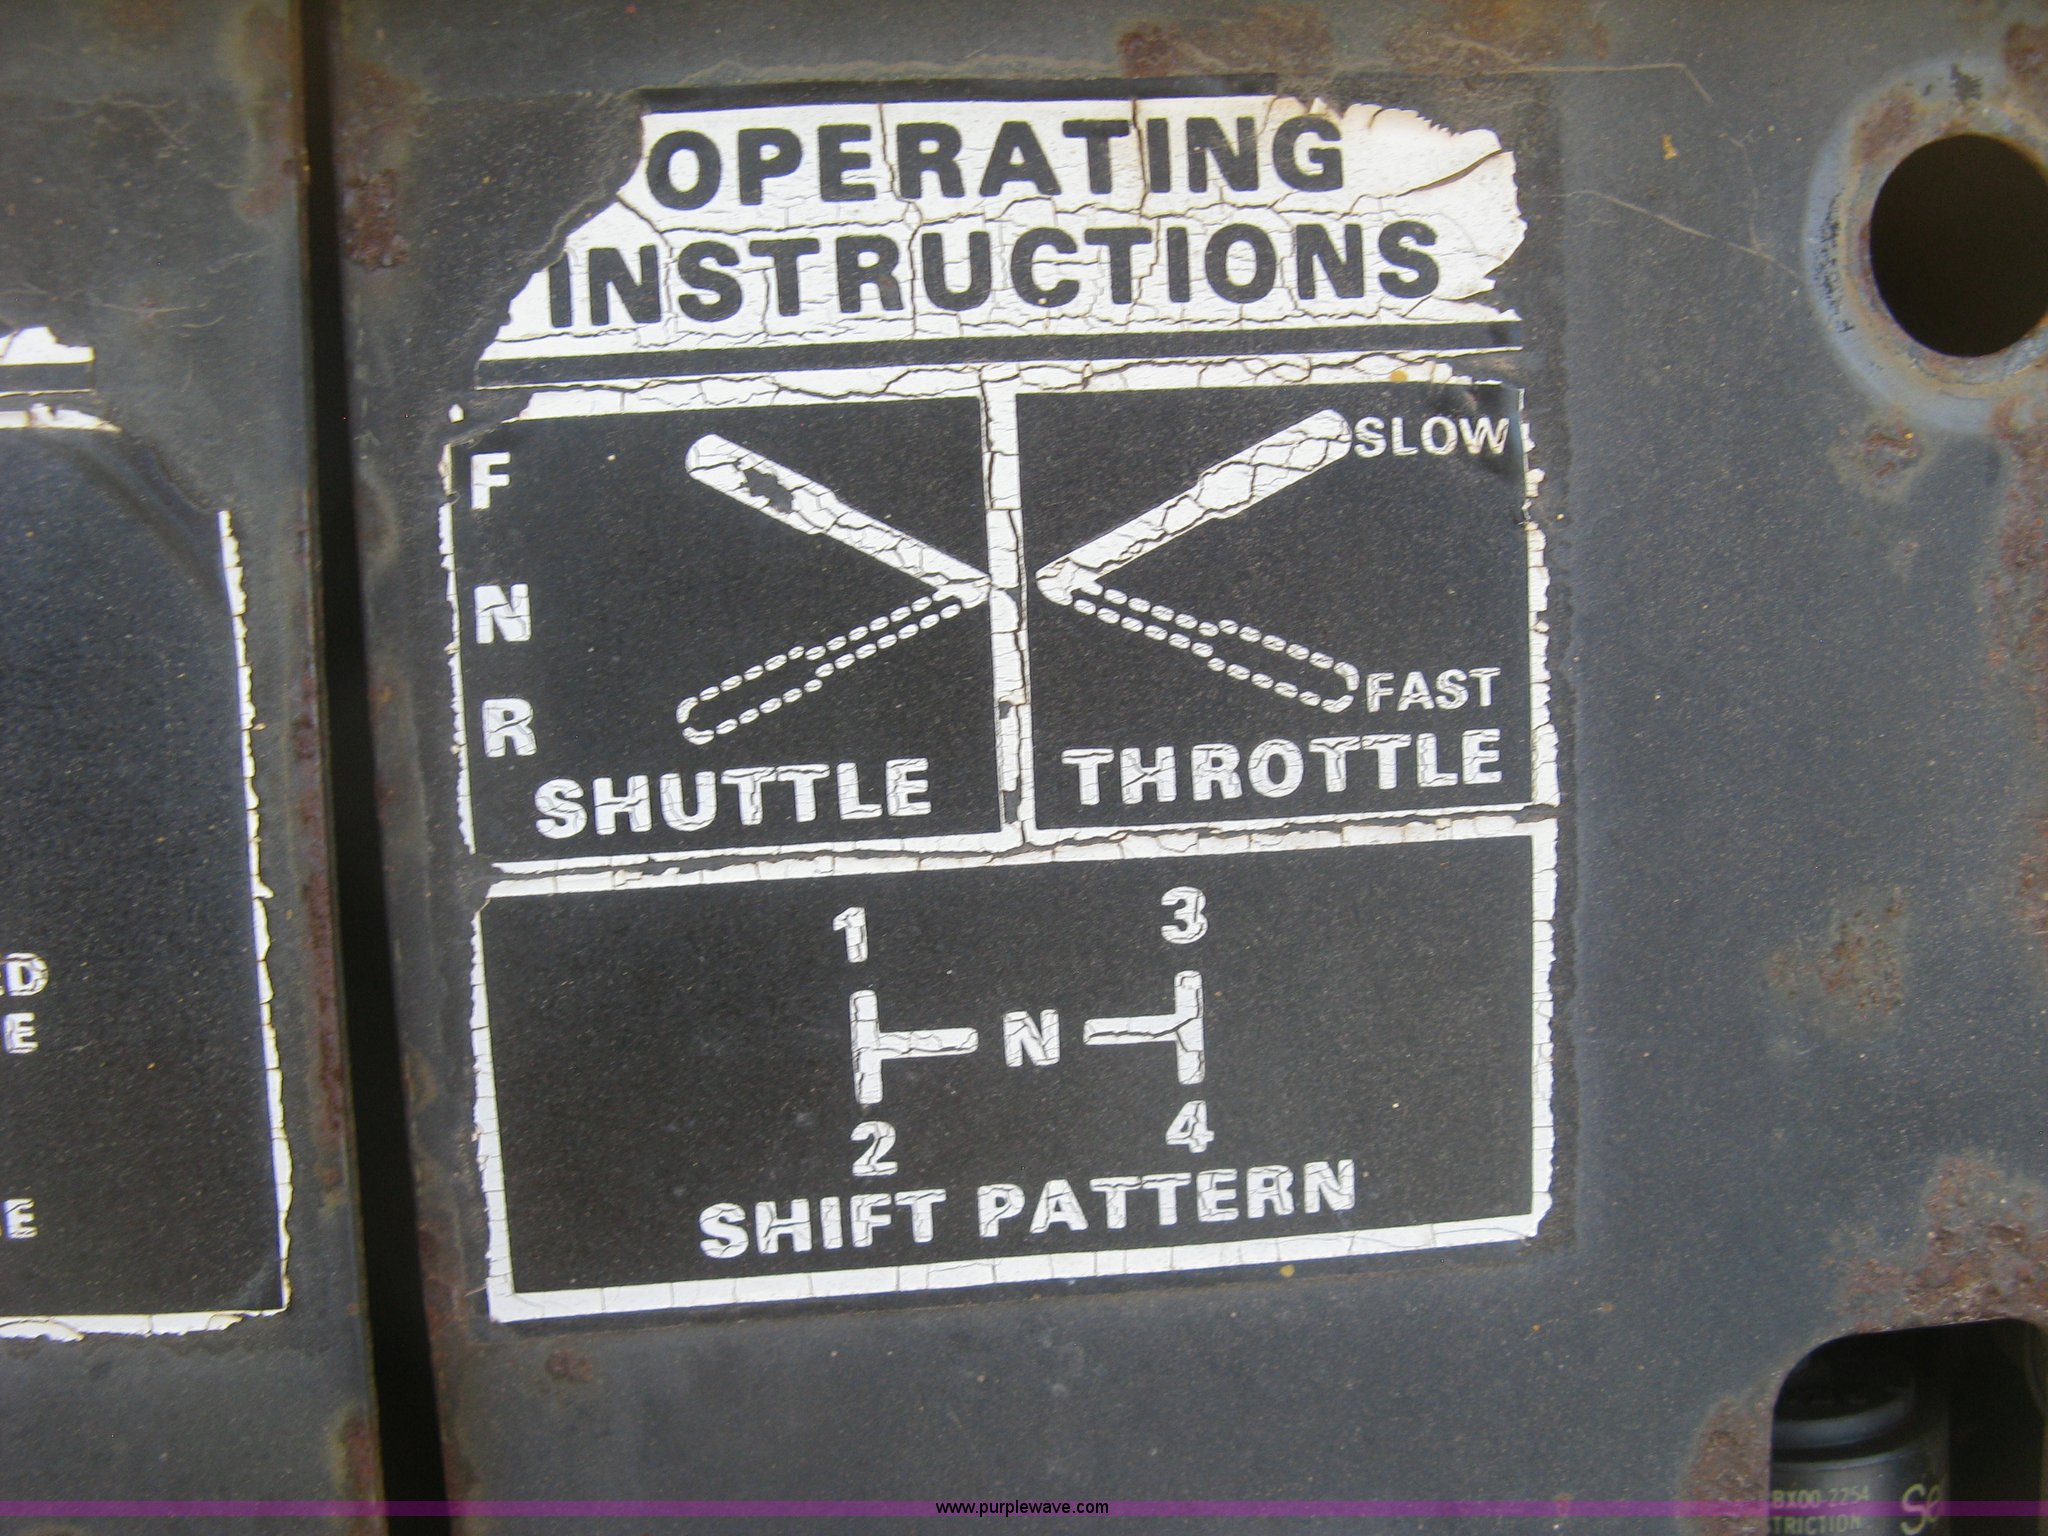 OPERATING
INSTRUCTIONS
F
N
R
SHUTTLE
SLOW
FAST
THROTTLE
1 3
N
2 4
SHIFT PATTERN
www.purplewave.com